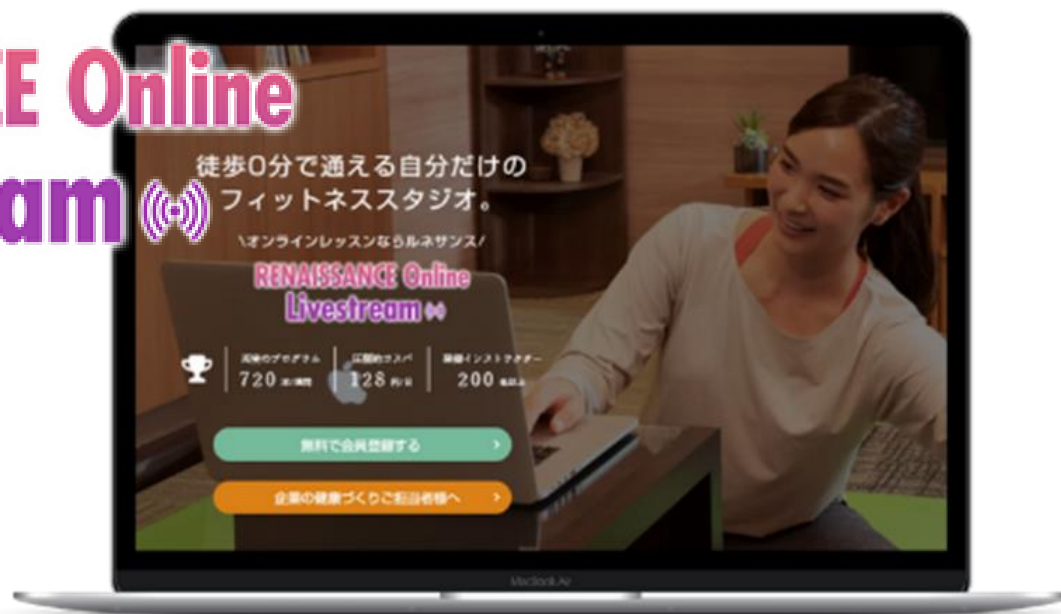 E Online
am
徒歩0分で通える自分だけの
フィットネススタジオ。
\オンラインレッスンならルネサンス/
RENAISSANCE Online
Livestream
720 128 円/日 200
無料で会員登録する
企業の健康づくりご担当者様へ
MacBook Air